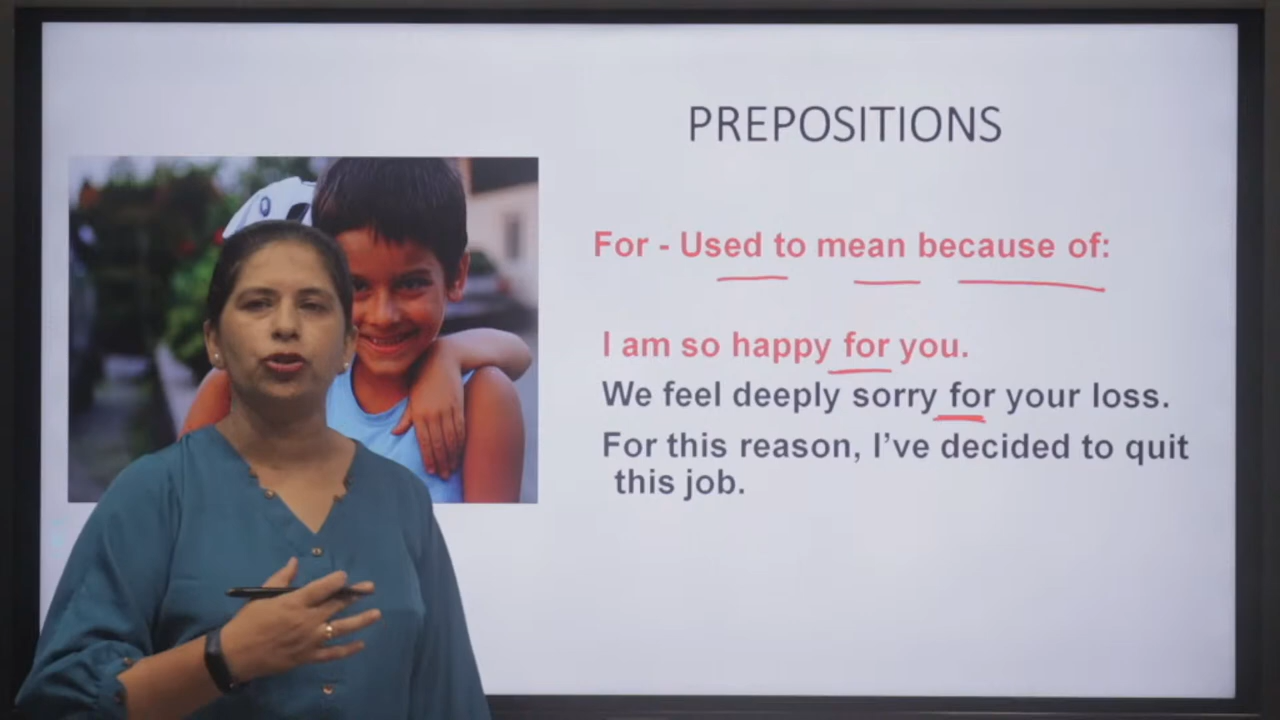 PREPOSITIONS
For - Used to mean because of:
I am so happy for you.
We feel deeply sorry for your loss.
For this reason, I’ve decided to quit
this job.